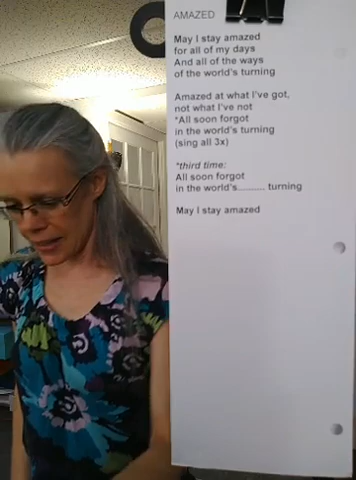 AMAZED
May I stay amazed
for all of my days
And all of the ways
of the world's turning
Amazed at what I've got,
not what I've not
*All soon forgot
in the world's turning
(sing all 3x)
*third time:
All soon forgot
in the world's.......... turning
May I stay amazed